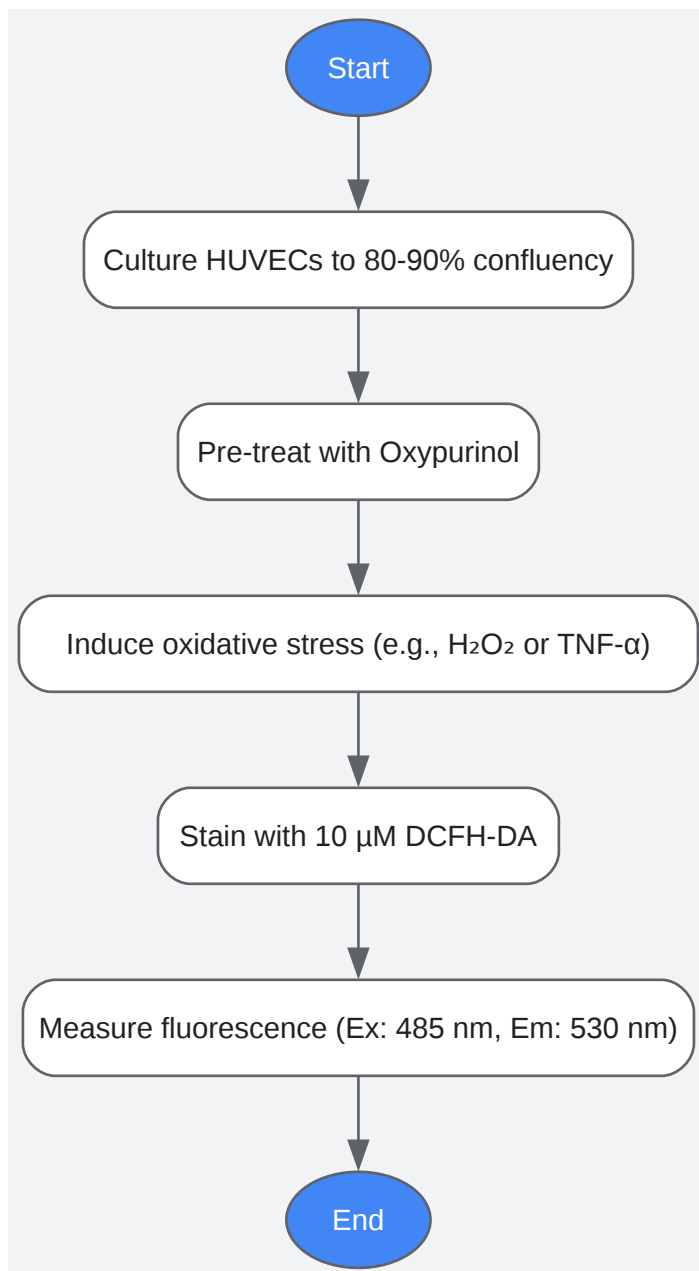 Start
Culture HUVECs to 80-90% confluency
Pre-treat with Oxypurinol
Induce oxidative stress (e.g., H₂O₂ or TNF-α)
Stain with 10 µM DCFH-DA
Measure fluorescence (Ex: 485 nm, Em: 530 nm)
End